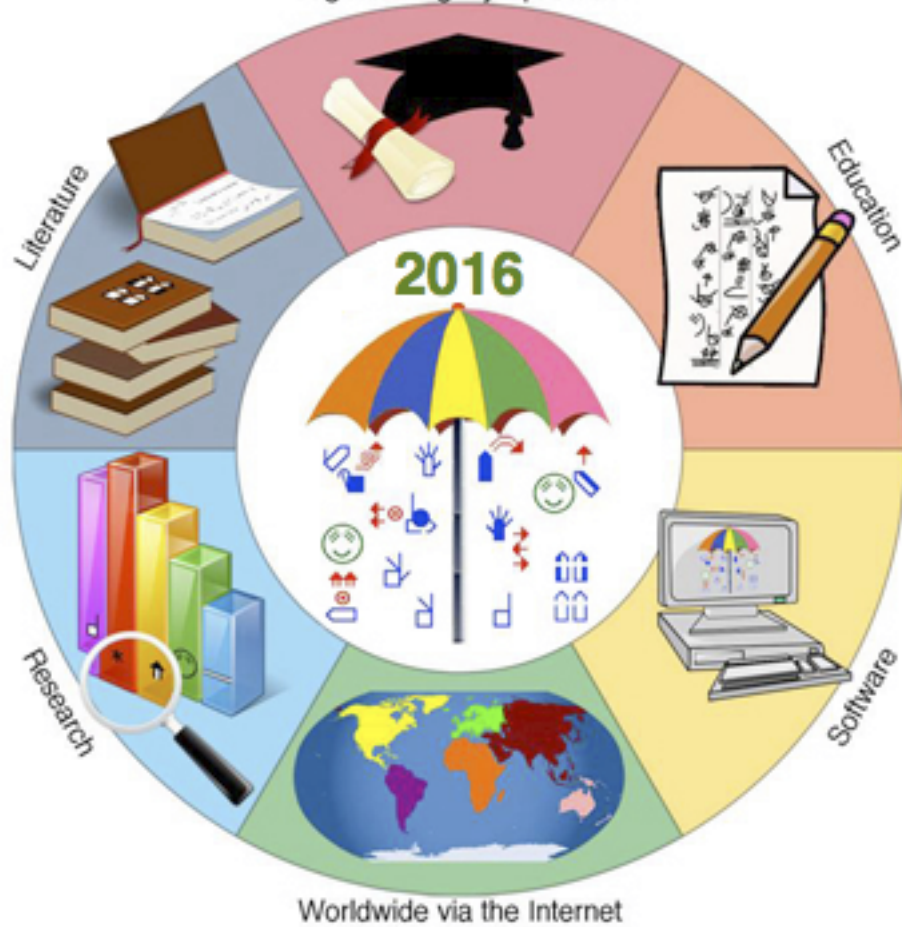 Education
Literature
2016
Research
Software
Worldwide via the Internet